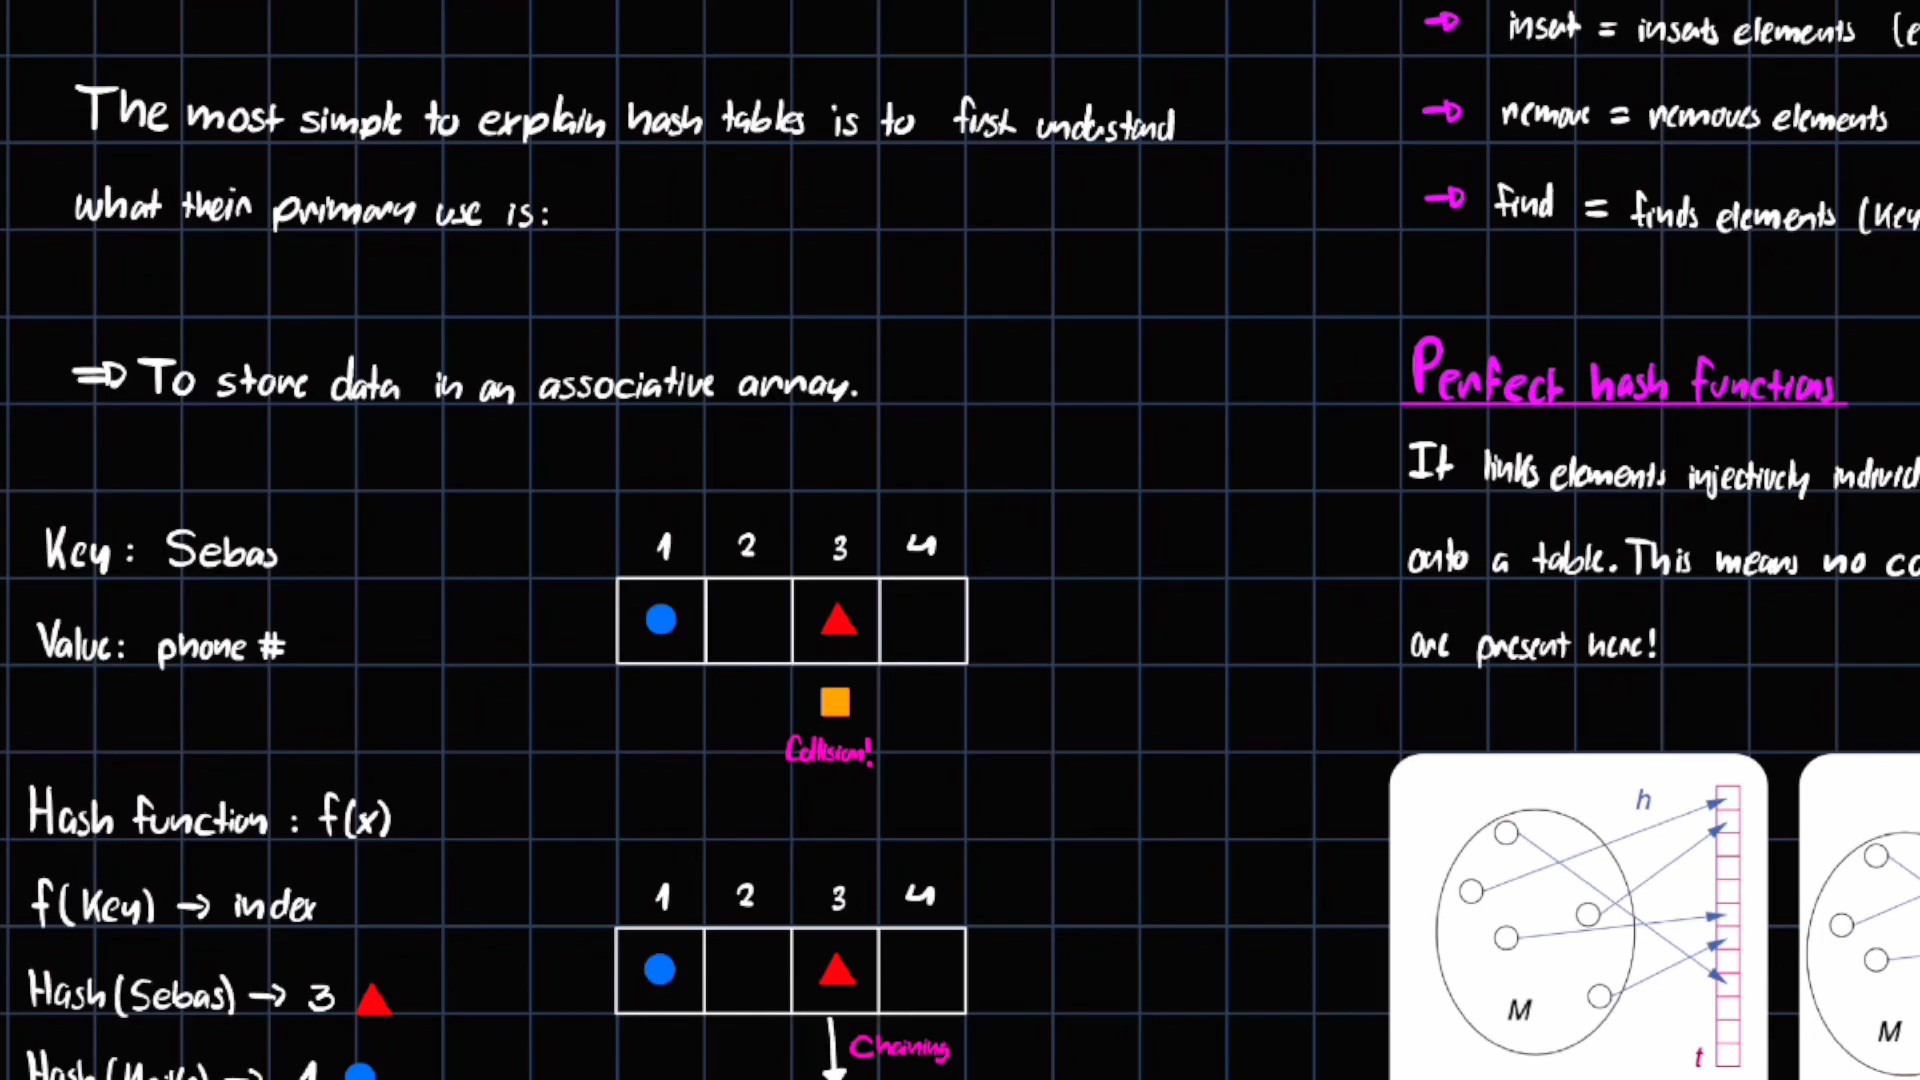 The most simple to explain hash tables is to first understand
what their primary use is:
⇒ To store data in an associative array.
Key: Sebas
Value: phone #
1 2 3 4
Collision!
Hash function : f(x)
f(Key) → index
Hash(Sebas) → 3
1 2 3 4
Chaining
→ insert = inserts elements (e
→ remove = removes elements
→ find = finds elements (Key
Perfect hash functions
It links elements injectively individ
onto a table. This means no co
are present here!
h
M
t
M